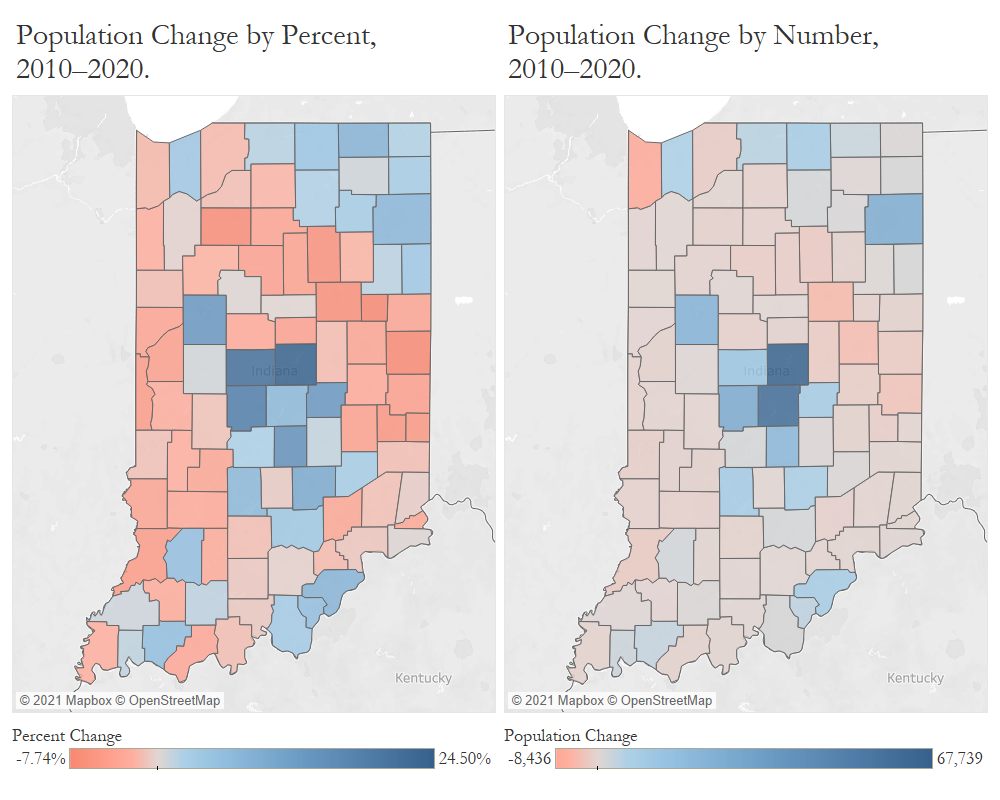 Population Change by Percent,
2010–2020.
Indiana
Kentucky
© 2021 Mapbox © OpenStreetMap
Percent Change
-7.74% 24.50%
Population Change by Number,
2010–2020.
Indiana
Kentucky
© 2021 Mapbox © OpenStreetMap
Population Change
-8,436 67,739